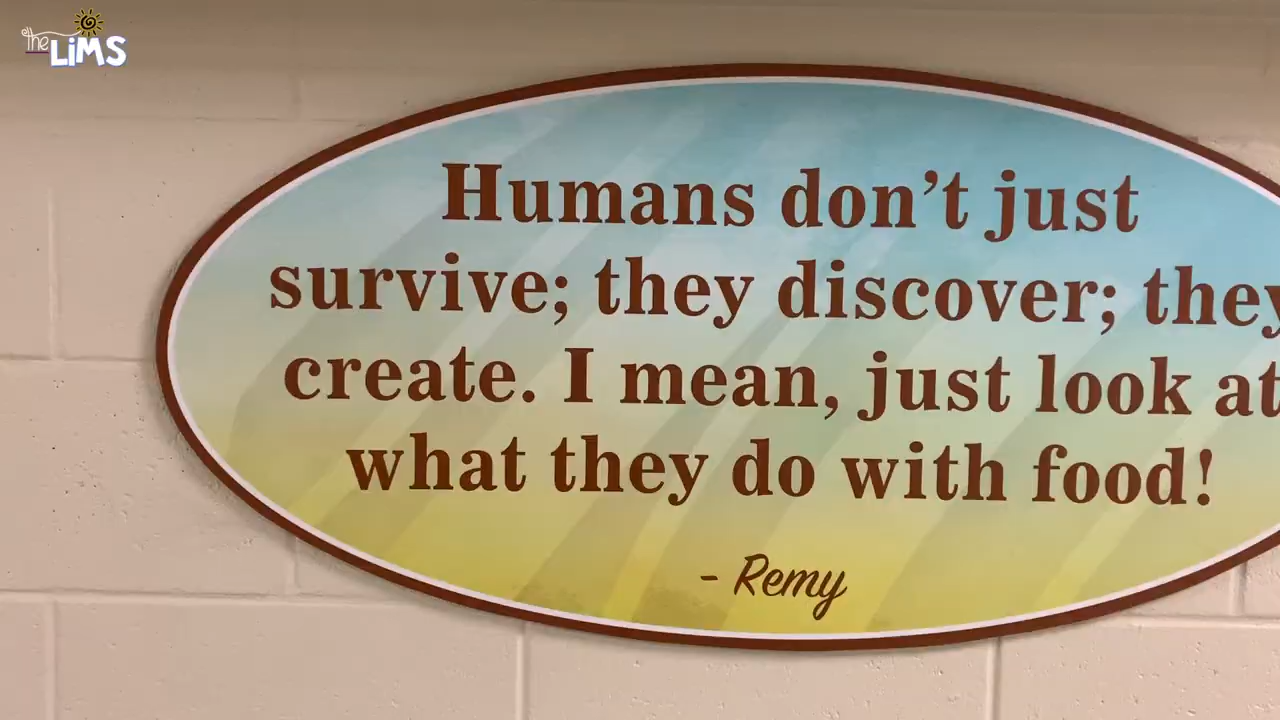 the
LiMS
Humans don’t just
survive; they discover; they
create. I mean, just look at
what they do with food!
- Remy